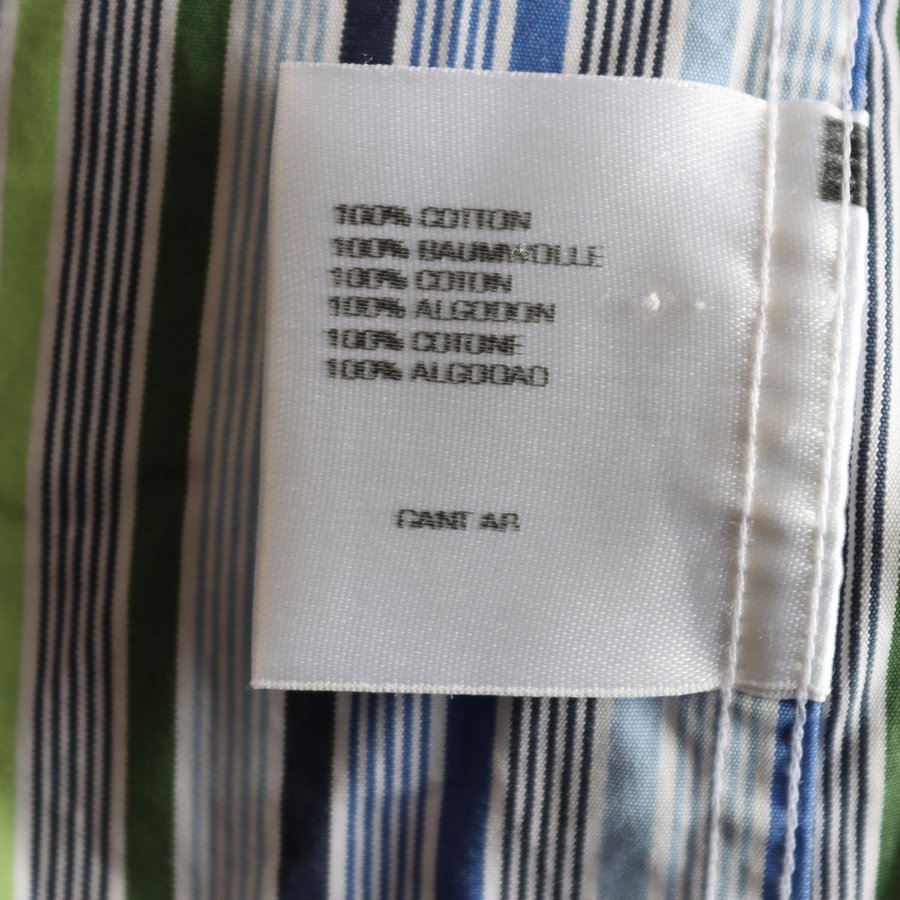 100% COTTON
100% BAUMWOLLE
100% COTON
100% ALGODON
100% COTONE
100% ALGODAO
GANT AB